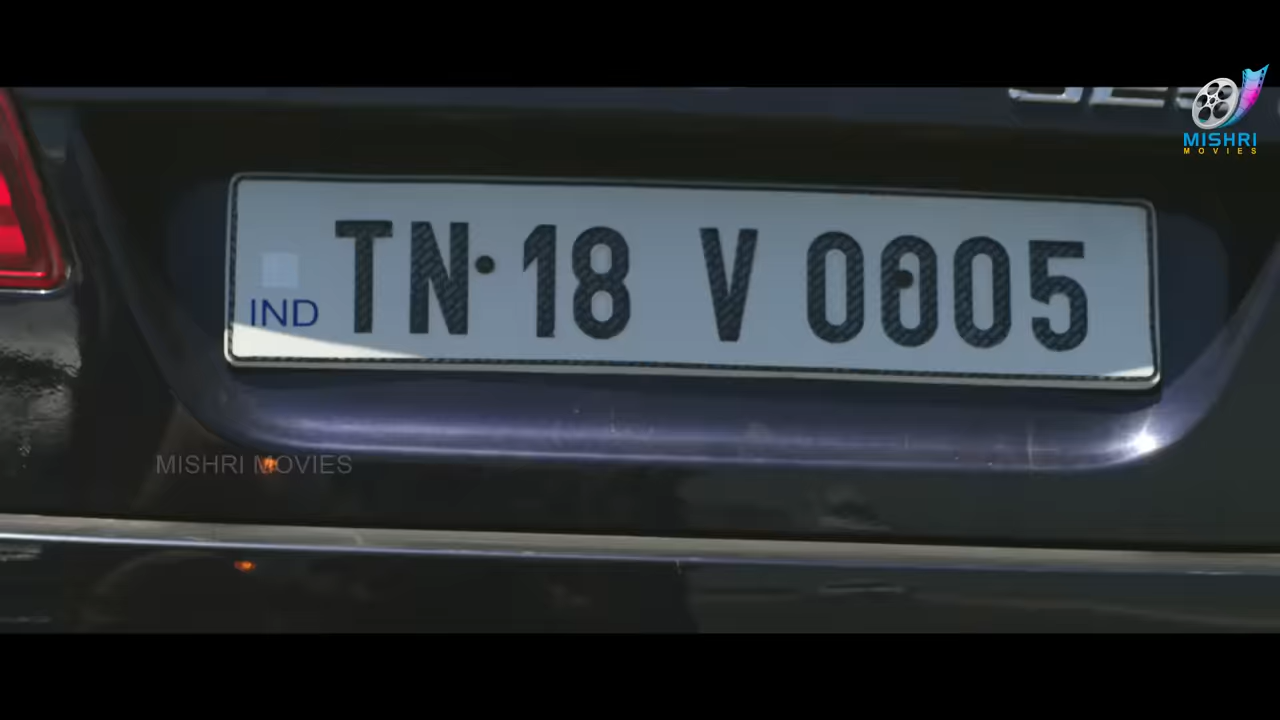 MISHRI
MOVIES
IND
TN 18 V 0005
MISHRI MOVIES